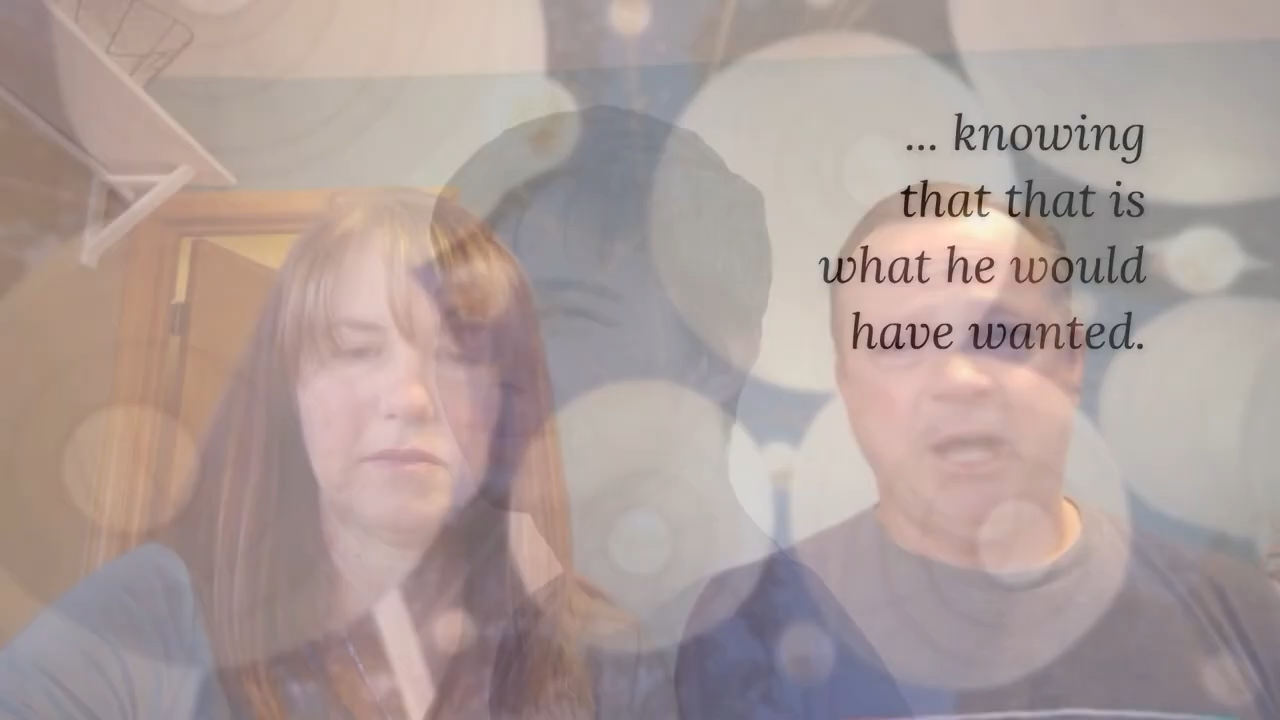 ... knowing
that that is
what he would
have wanted.